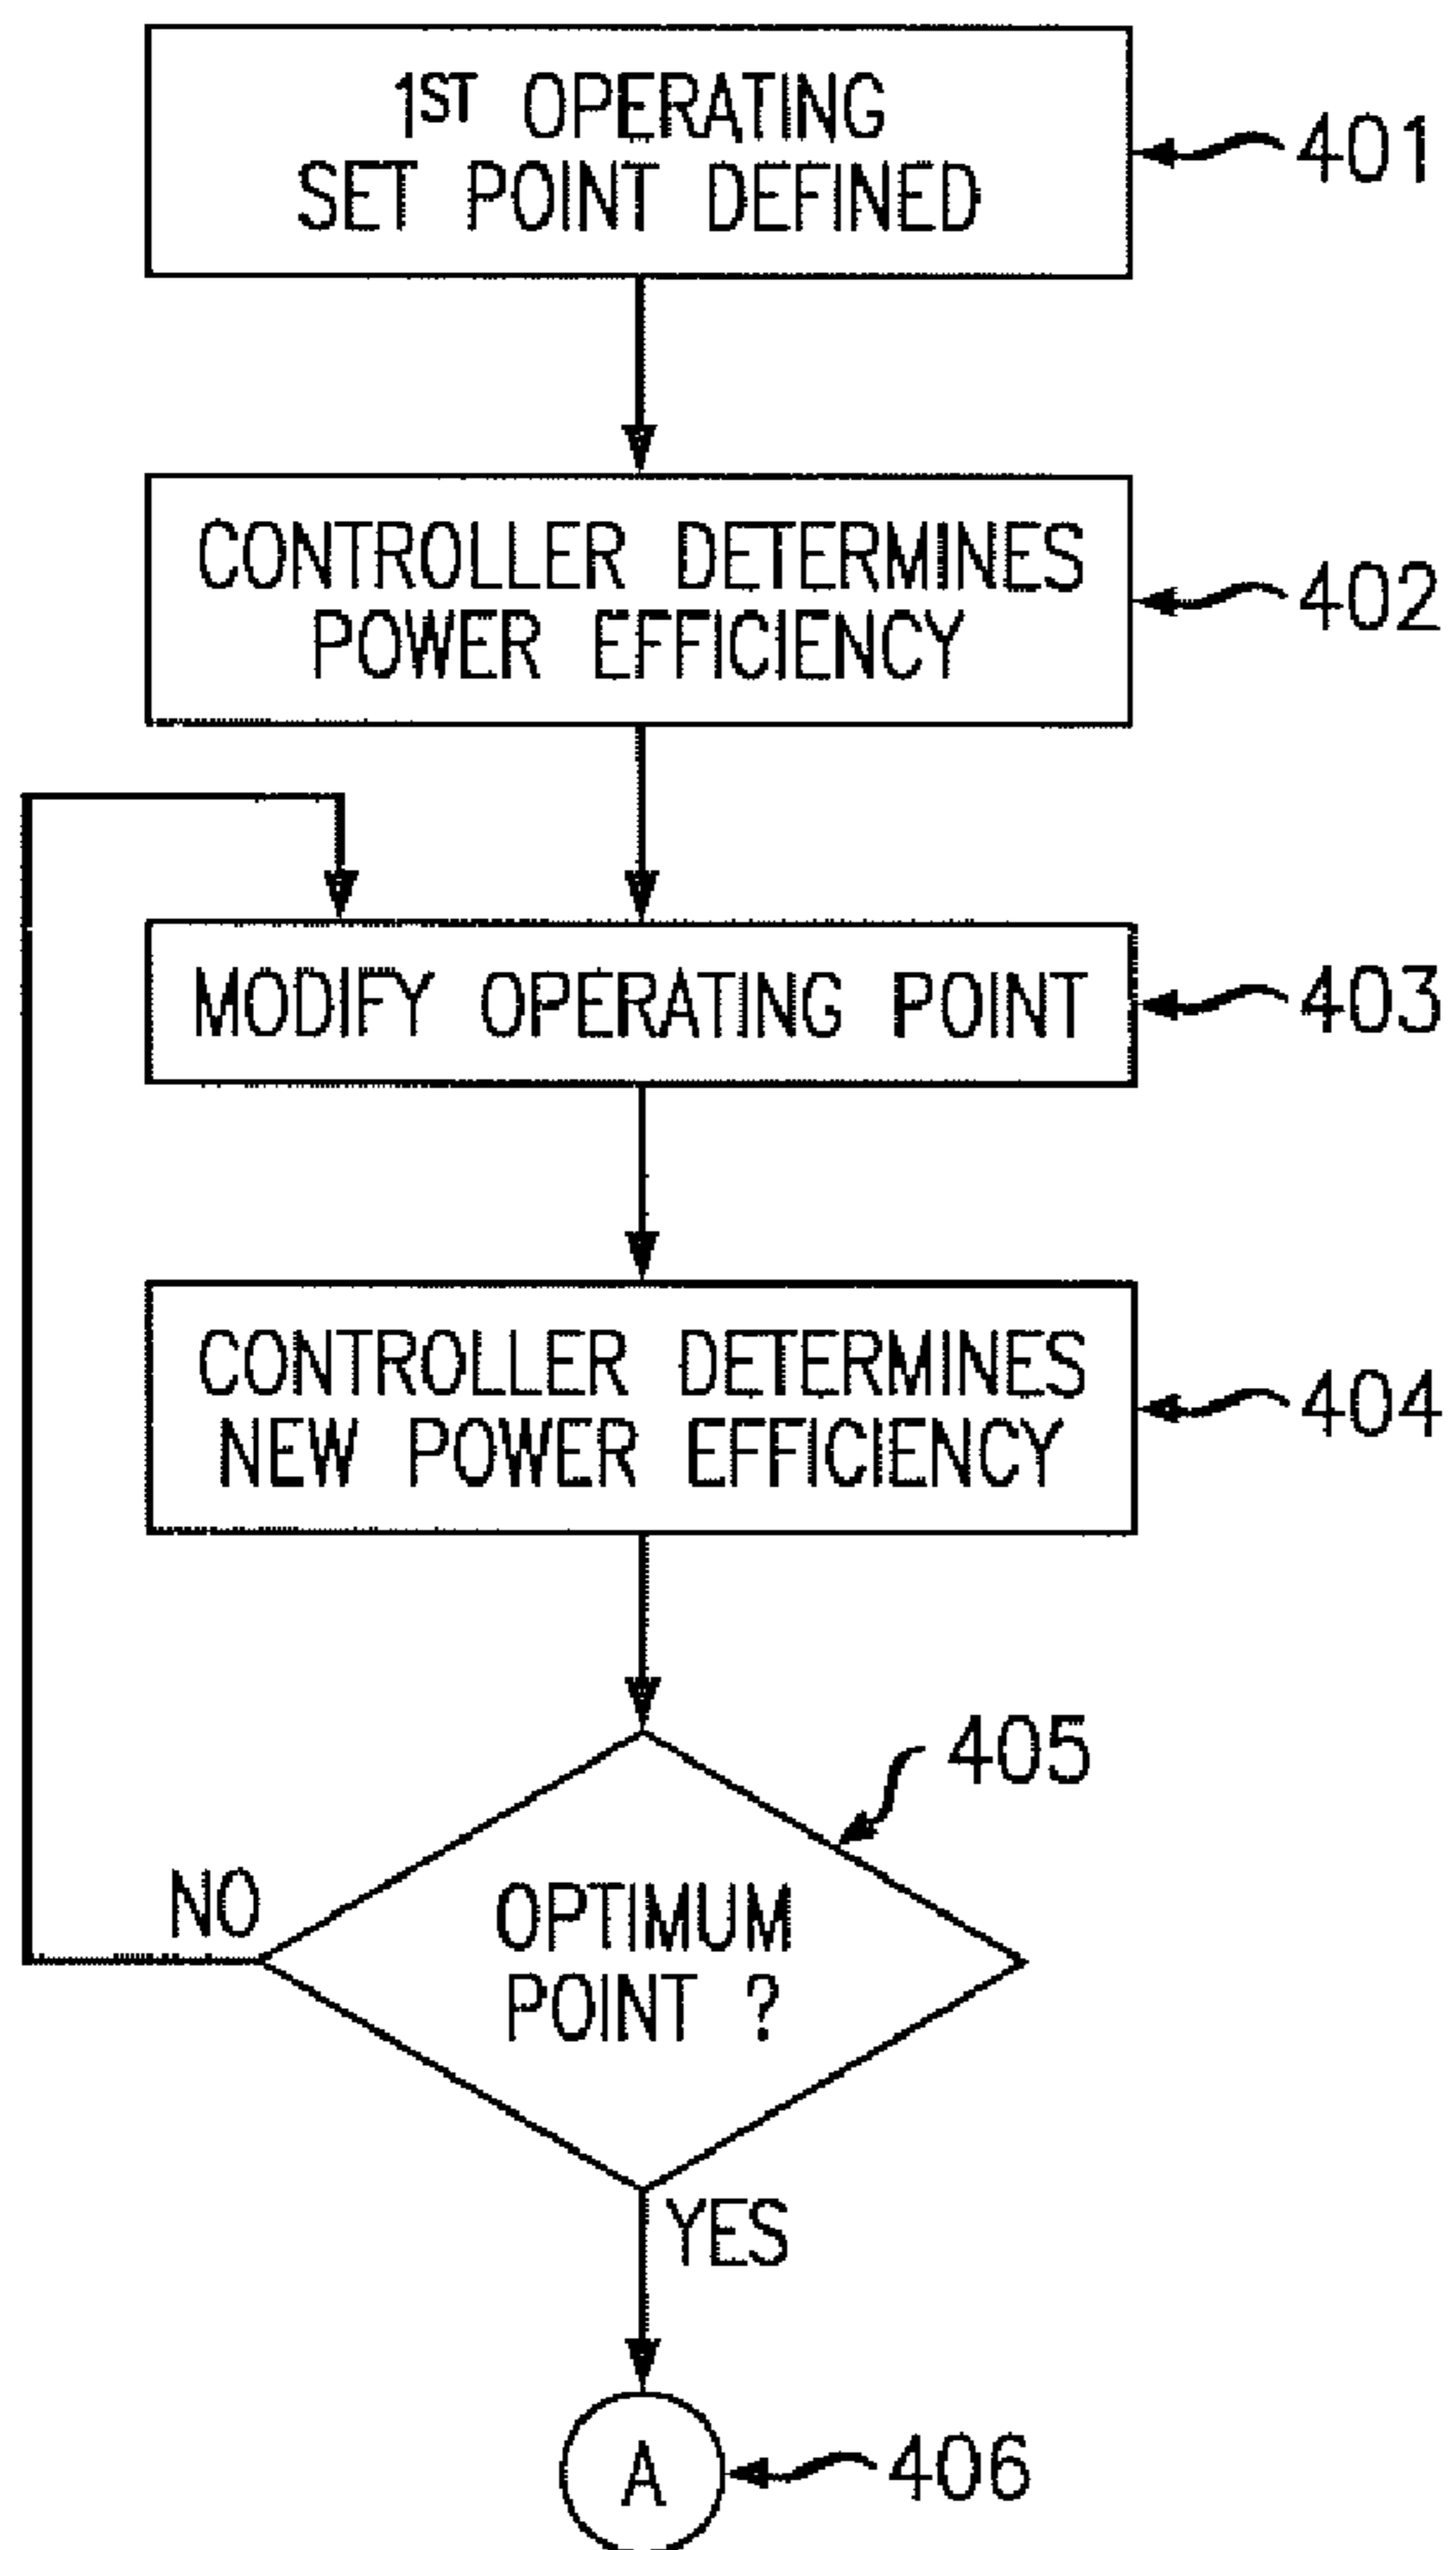 1ST OPERATING
SET POINT DEFINED
401
CONTROLLER DETERMINES
POWER EFFICIENCY
402
MODIFY OPERATING POINT
403
CONTROLLER DETERMINES
NEW POWER EFFICIENCY
404
405
OPTIMUM
POINT ?
NO
YES
A
406